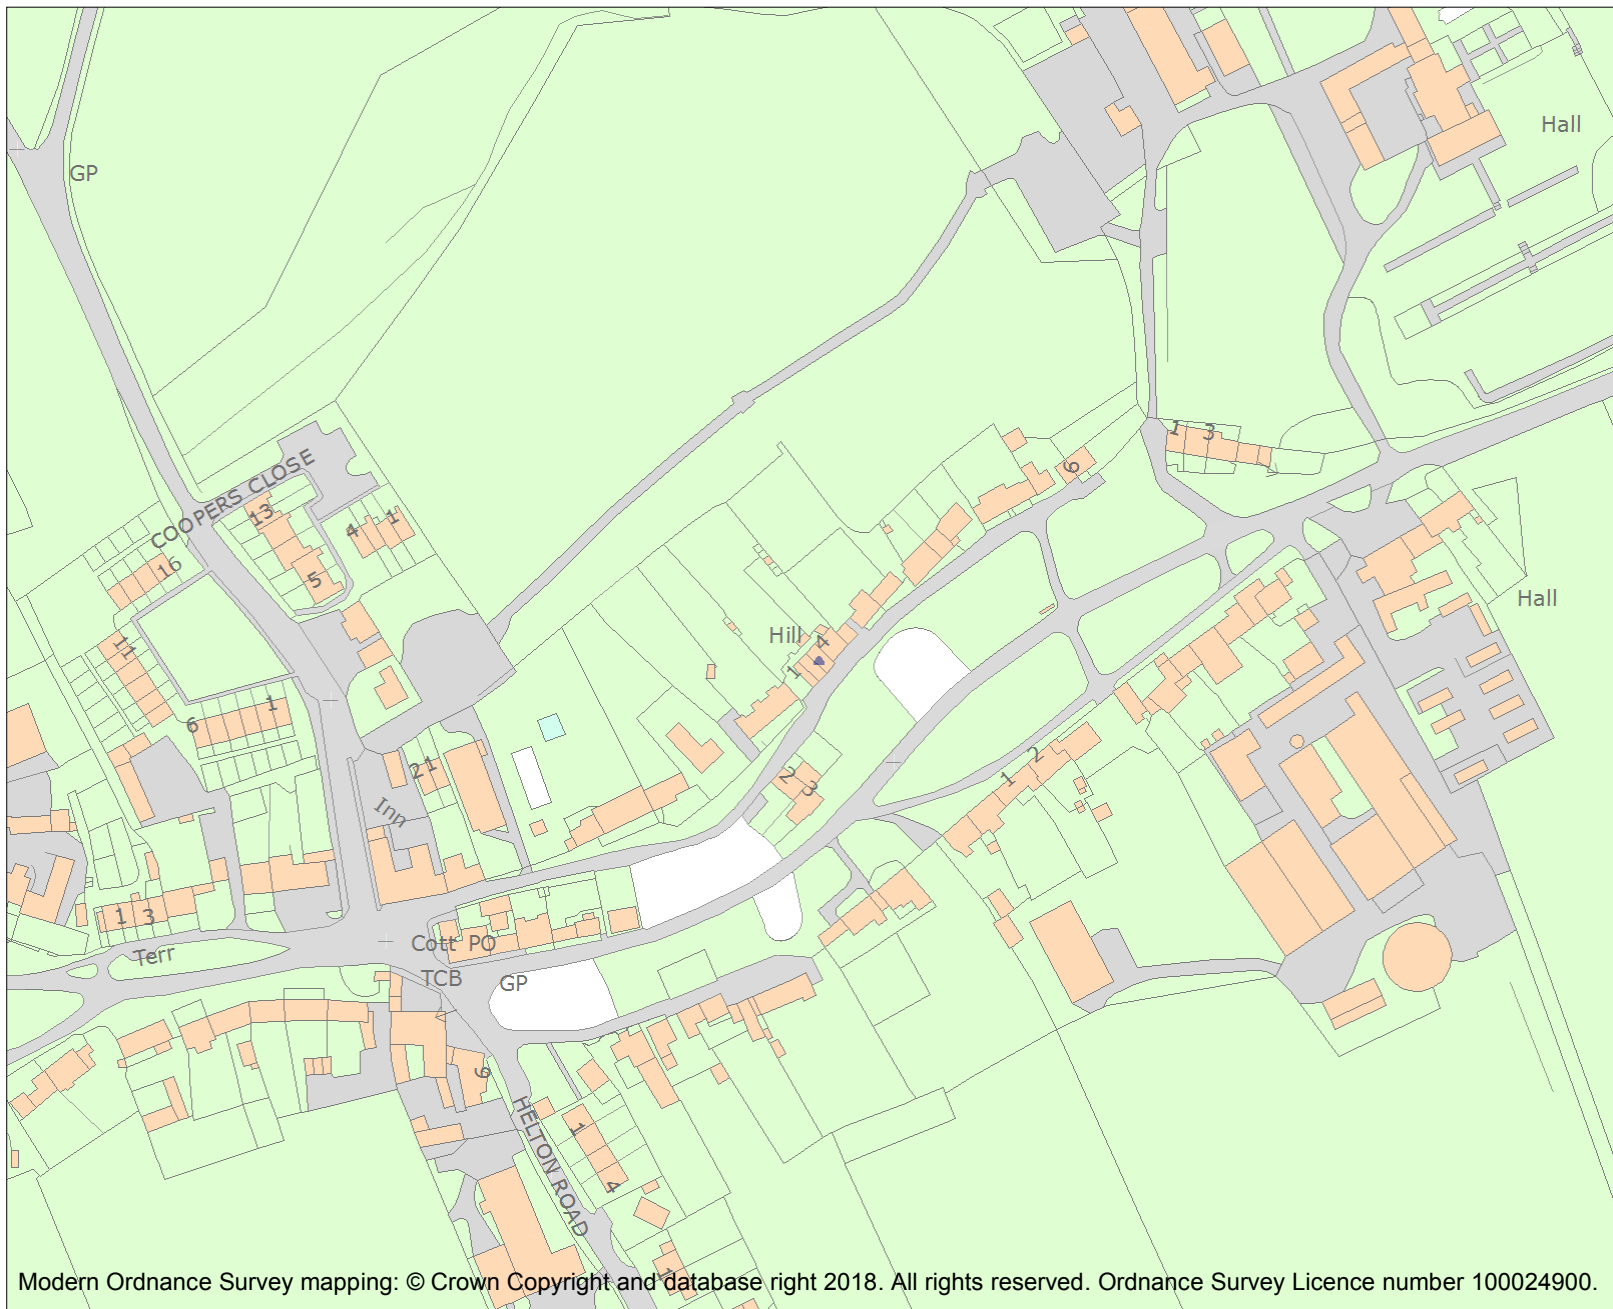 Hall
GP
COOPERS CLOSE
1 3
6
13
4 1
16
5
Hall
Hill
4
1
11
1
6
2
3
2
1
21
Inn
1 3
Terr
Cott PO
TCB
GP
9
HELTON ROAD
1
4
1
Modern Ordnance Survey mapping: © Crown Copyright and database right 2018. All rights reserved. Ordnance Survey Licence number 100024900.